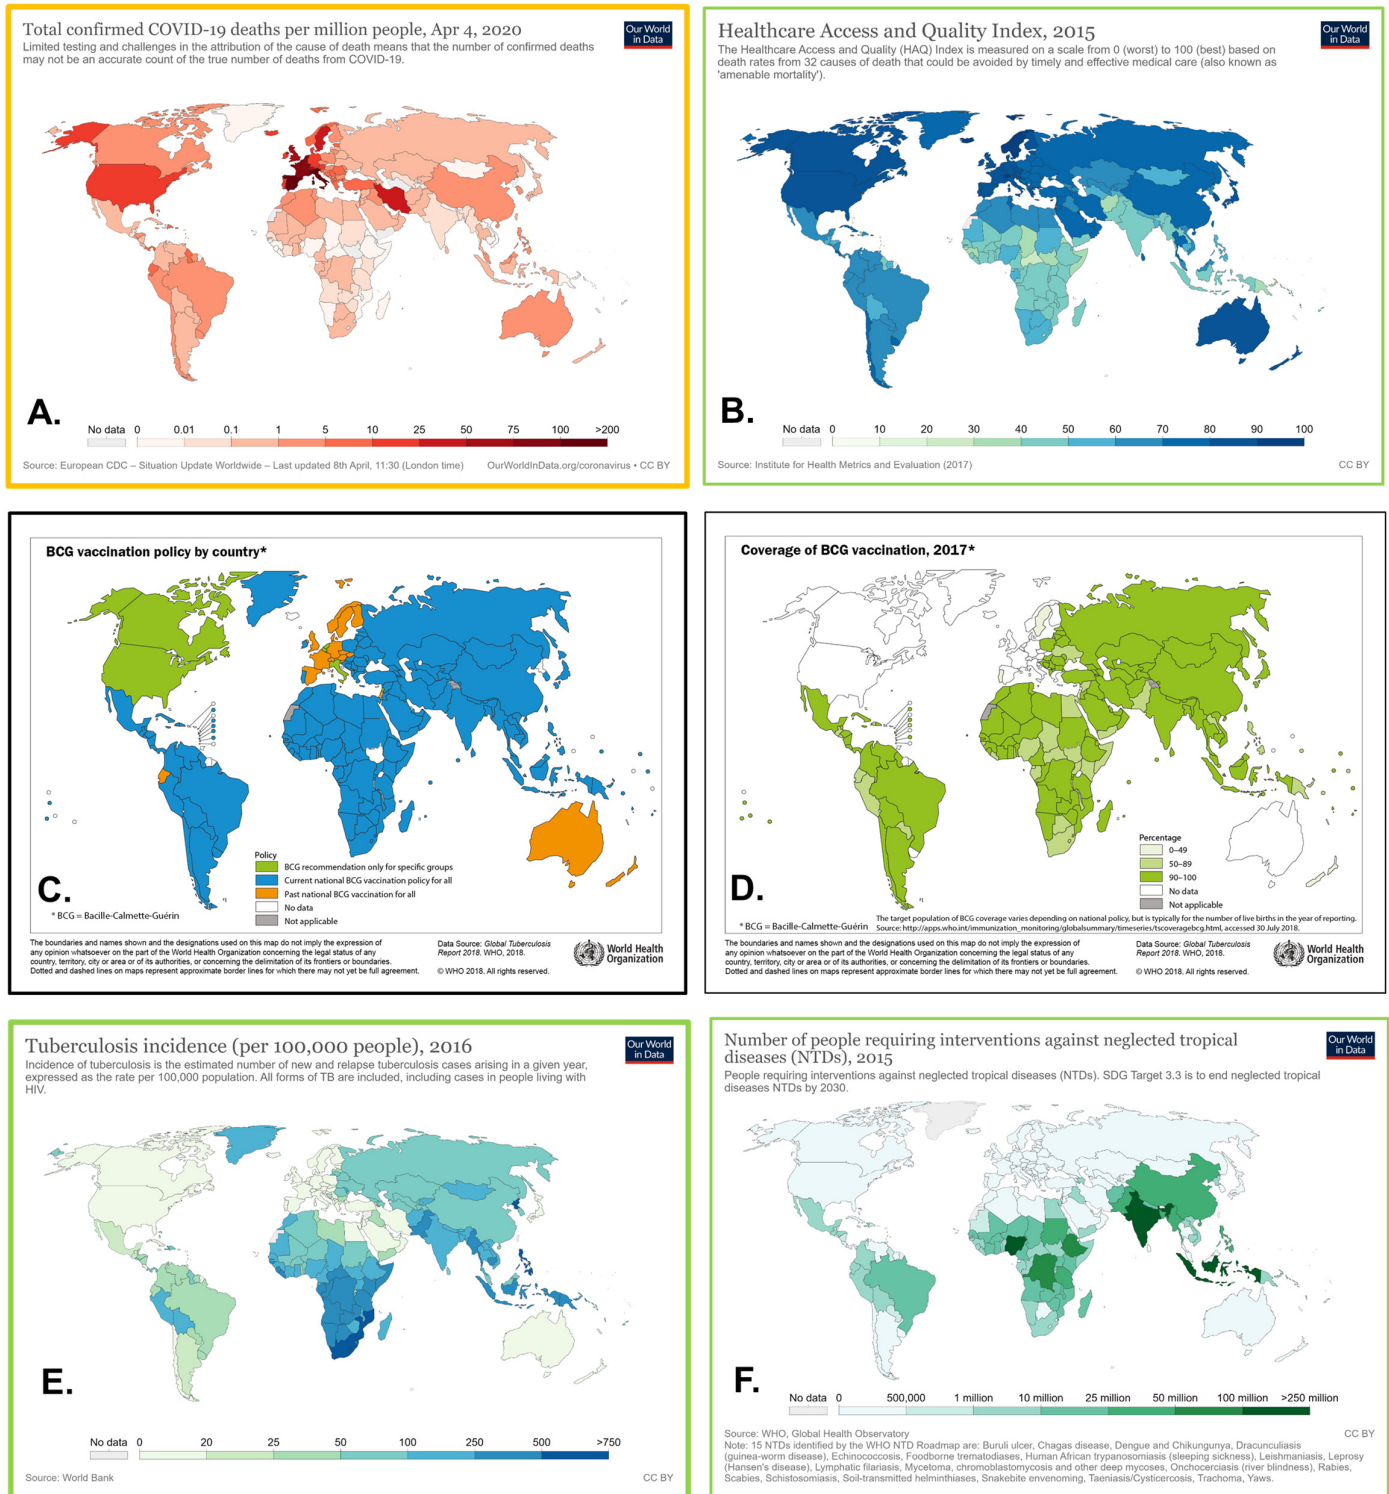 Total confirmed COVID-19 deaths per million people, Apr 4, 2020
Limited testing and challenges in the attribution of the cause of death means that the number of confirmed deaths
may not be an accurate count of the true number of deaths from COVID-19.
Our World
in Data
A.
No data 0 0.01 0.1 1 5 10 25 50 75 100 >200
Source: European CDC – Situation Update Worldwide – Last updated 8th April, 11:30 (London time) OurWorldInData.org/coronavirus • CC BY
Healthcare Access and Quality Index, 2015
The Healthcare Access and Quality (HAQ) Index is measured on a scale from 0 (worst) to 100 (best) based on
death rates from 32 causes of death that could be avoided by timely and effective medical care (also known as
'amenable mortality').
Our World
in Data
B.
No data 0 10 20 30 40 50 60 70 80 90 100
Source: Institute for Health Metrics and Evaluation (2017) CC BY
BCG vaccination policy by country*
Policy
BCG recommendation only for specific groups
Current national BCG vaccination policy for all
Past national BCG vaccination for all
No data
Not applicable
C.
* BCG = Bacille-Calmette-Guérin
The boundaries and names shown and the designations used on this map do not imply the expression of
any opinion whatsoever on the part of the World Health Organization concerning the legal status of any
country, territory, city or area or of its authorities, or concerning the delimitation of its frontiers or boundaries.
Dotted and dashed lines on maps represent approximate border lines for which there may not yet be full agreement.
Data Source: Global Tuberculosis
Report 2018. WHO, 2018.
© WHO 2018. All rights reserved.
World Health
Organization
Coverage of BCG vaccination, 2017*
Percentage
0–49
50–89
90–100
No data
Not applicable
D.
* BCG = Bacille-Calmette-Guérin
The target population of BCG coverage varies depending on national policy, but is typically for the number of live births in the year of reporting.
Source: http://apps.who.int/immunization_monitoring/globalsummary/timeseries/tscoveragebcg.html, accessed 30 July 2018.
The boundaries and names shown and the designations used on this map do not imply the expression of
any opinion whatsoever on the part of the World Health Organization concerning the legal status of any
country, territory, city or area or of its authorities, or concerning the delimitation of its frontiers or boundaries.
Dotted and dashed lines on maps represent approximate border lines for which there may not yet be full agreement.
Data Source: Global Tuberculosis
Report 2018. WHO, 2018.
© WHO 2018. All rights reserved.
World Health
Organization
Tuberculosis incidence (per 100,000 people), 2016
Incidence of tuberculosis is the estimated number of new and relapse tuberculosis cases arising in a given year,
expressed as the rate per 100,000 population. All forms of TB are included, including cases in people living with
HIV.
Our World
in Data
E.
No data 0 20 25 50 100 250 500 >750
Source: World Bank CC BY
Number of people requiring interventions against neglected tropical
diseases (NTDs), 2015
People requiring interventions against neglected tropical diseases (NTDs). SDG Target 3.3 is to end neglected tropical
diseases NTDs by 2030.
Our World
in Data
F.
No data 0 500,000 1 million 10 million 25 million 50 million 100 million >250 million
Source: WHO, Global Health Observatory CC BY
Note: 15 NTDs identified by the WHO NTD Roadmap are: Buruli ulcer, Chagas disease, Dengue and Chikungunya, Dracunculiasis
(guinea-worm disease), Echinococcosis, Foodborne trematodiases, Human African trypanosomiasis (sleeping sickness), Leishmaniasis, Leprosy
(Hansen's disease), Lymphatic filariasis, Mycetoma, chromoblastomycosis and other deep mycoses, Onchocerciasis (river blindness), Rabies,
Scabies, Schistosomiasis, Soil-transmitted helminthiases, Snakebite envenoming, Taeniasis/Cysticercosis, Trachoma, Yaws.